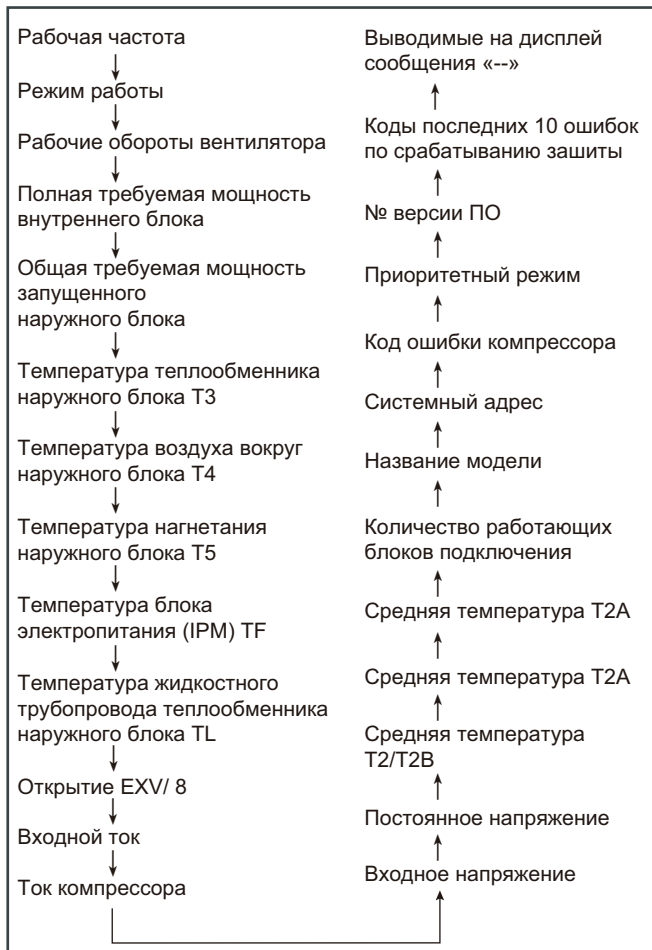 Рабочая частота
Режим работы
Рабочие обороты вентилятора
Полная требуемая мощность
внутреннего блока
Общая требуемая мощность
запущенного
наружного блока
Температура теплообменника
наружного блока T3
Температура воздуха вокруг
наружного блока T4
Температура нагнетания
наружного блока T5
Температура блока
электропитания (IPM) TF
Температура жидкостного
трубопровода теплообменника
наружного блока TL
Открытие EXV/ 8
Входной ток
Ток компрессора
Входное напряжение
Постоянное напряжение
Средняя температура
T2/T2B
Средняя температура T2A
Средняя температура T2A
Количество работающих
блоков подключения
Название модели
Системный адрес
Код ошибки компрессора
Приоритетный режим
№ версии ПО
Коды последних 10 ошибок
по срабатыванию зашиты
Выводимые на дисплей
сообщения «--»